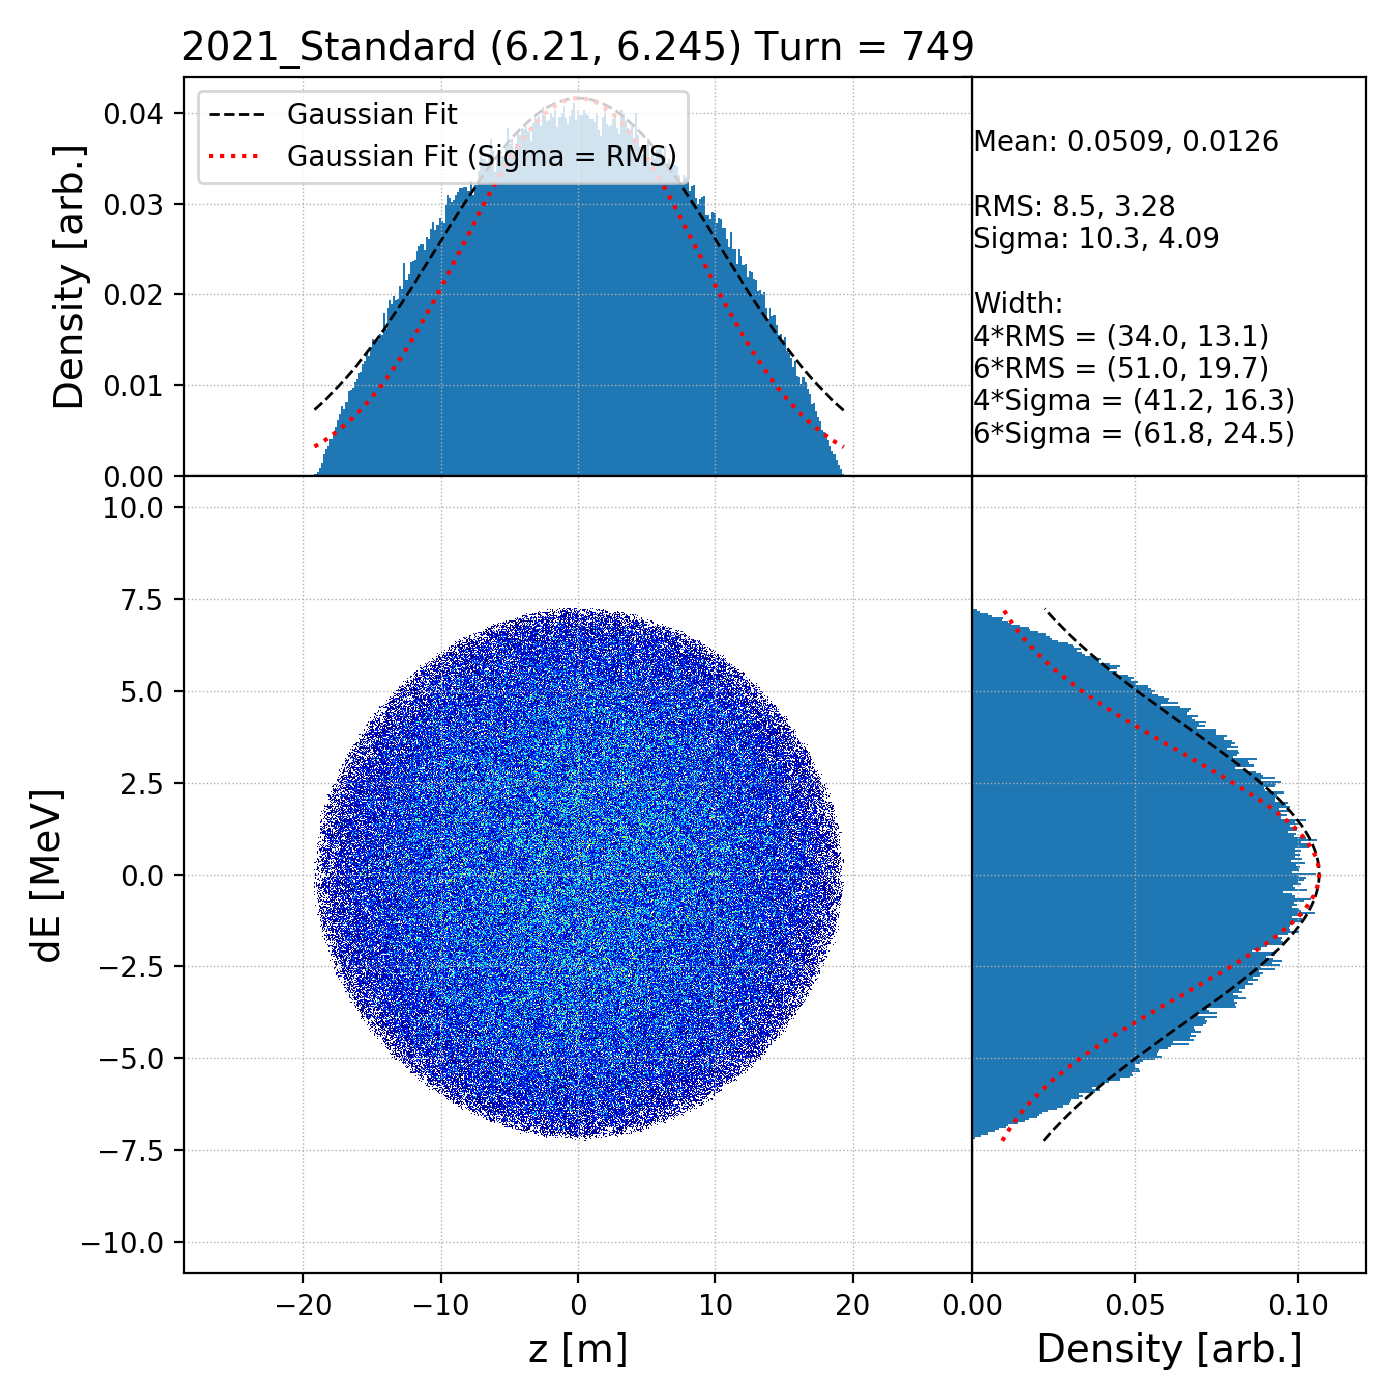 2021_Standard (6.21, 6.245) Turn = 749
Gaussian Fit
Gaussian Fit (Sigma = RMS)
Density [arb.]
0.04
0.03
0.02
0.01
0.00
Mean: 0.0509, 0.0126
RMS: 8.5, 3.28
Sigma: 10.3, 4.09
Width:
4*RMS = (34.0, 13.1)
6*RMS = (51.0, 19.7)
4*Sigma = (41.2, 16.3)
6*Sigma = (61.8, 24.5)
dE [MeV]
10.0
7.5
5.0
2.5
0.0
−2.5
−5.0
−7.5
−10.0
−20 −10 0 10 20
z [m]
0.00 0.05 0.10
Density [arb.]